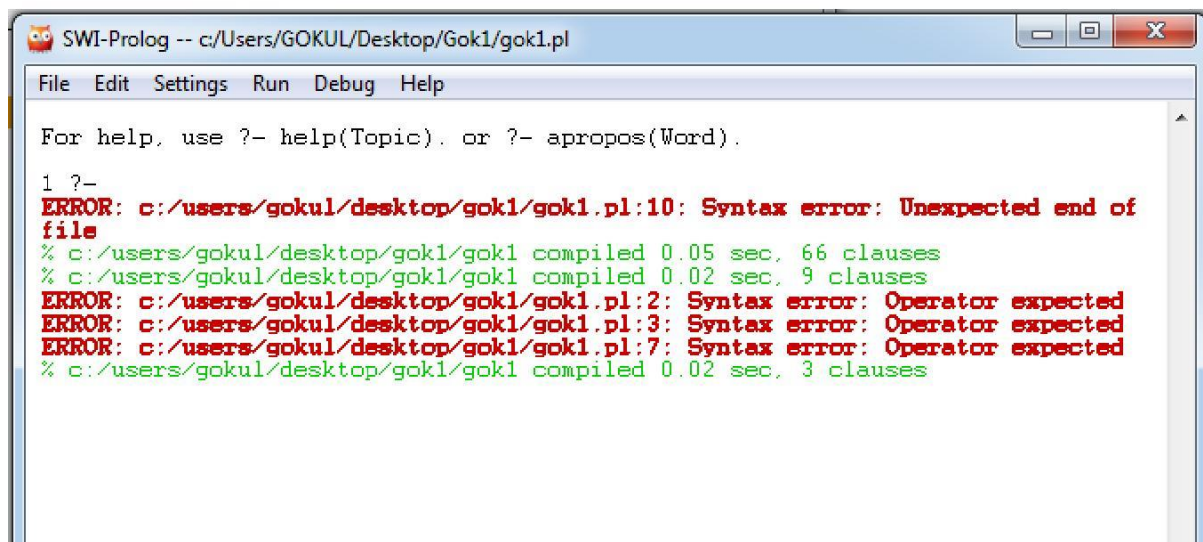 SWI-Prolog -- c:/Users/GOKUL/Desktop/Gok1/gok1.pl
File Edit Settings Run Debug Help
For help, use ?- help(Topic). or ?- apropos(Word).
1 ?-
ERROR: c:/users/gokul/desktop/gok1/gok1.pl:10: Syntax error: Unexpected end of
file
% c:/users/gokul/desktop/gok1/gok1 compiled 0.05 sec, 66 clauses
% c:/users/gokul/desktop/gok1/gok1 compiled 0.02 sec, 9 clauses
ERROR: c:/users/gokul/desktop/gok1/gok1.pl:2: Syntax error: Operator expected
ERROR: c:/users/gokul/desktop/gok1/gok1.pl:3: Syntax error: Operator expected
ERROR: c:/users/gokul/desktop/gok1/gok1.pl:7: Syntax error: Operator expected
% c:/users/gokul/desktop/gok1/gok1 compiled 0.02 sec, 3 clauses